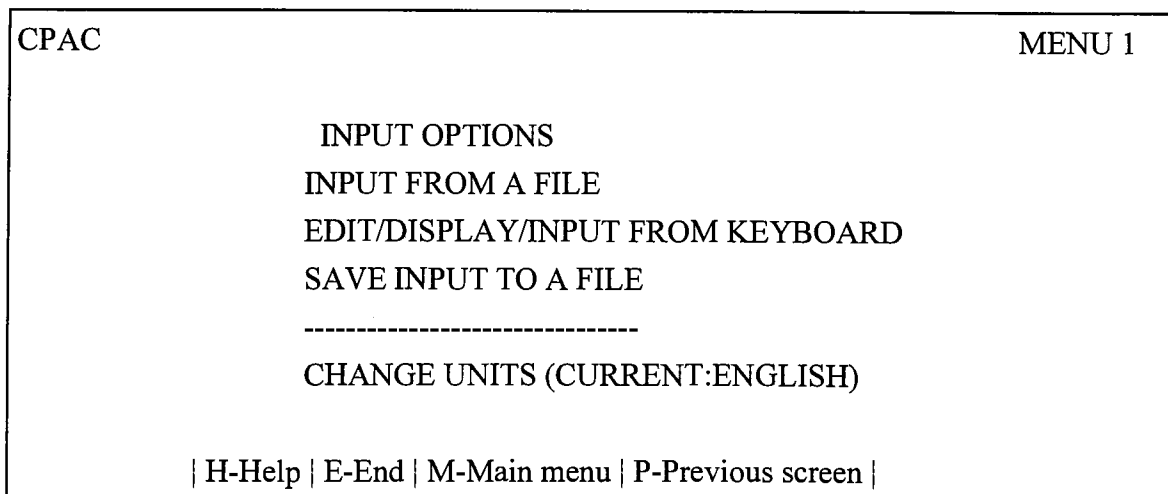 CPAC MENU 1
INPUT OPTIONS
INPUT FROM A FILE
EDIT/DISPLAY/INPUT FROM KEYBOARD
SAVE INPUT TO A FILE
--------------------------------
CHANGE UNITS (CURRENT:ENGLISH)
| H-Help | E-End | M-Main menu | P-Previous screen |